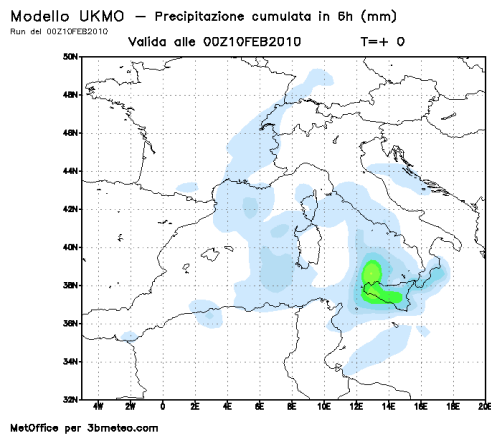 Modello UKMO – Precipitazione cumulata in 6h (mm)
Run del 00Z10FEB2010
Valida alle 00Z10FEB2010 T=+ 0
50N
48N
46N
44N
42N
40N
38N
36N
34N
32N
4W 2W 0 2E 4E 6E 8E 10E 12E 14E 16E 18E 20E
MetOffice per 3bmeteo.com